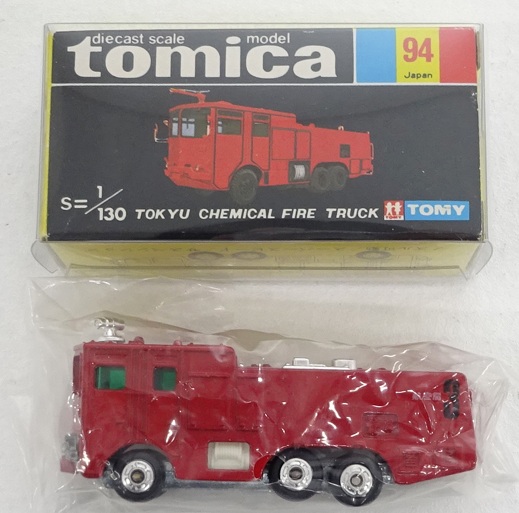 diecast scale model
tomica
94
Japan
S=1/130 TOKYU CHEMICAL FIRE TRUCK
TOMY